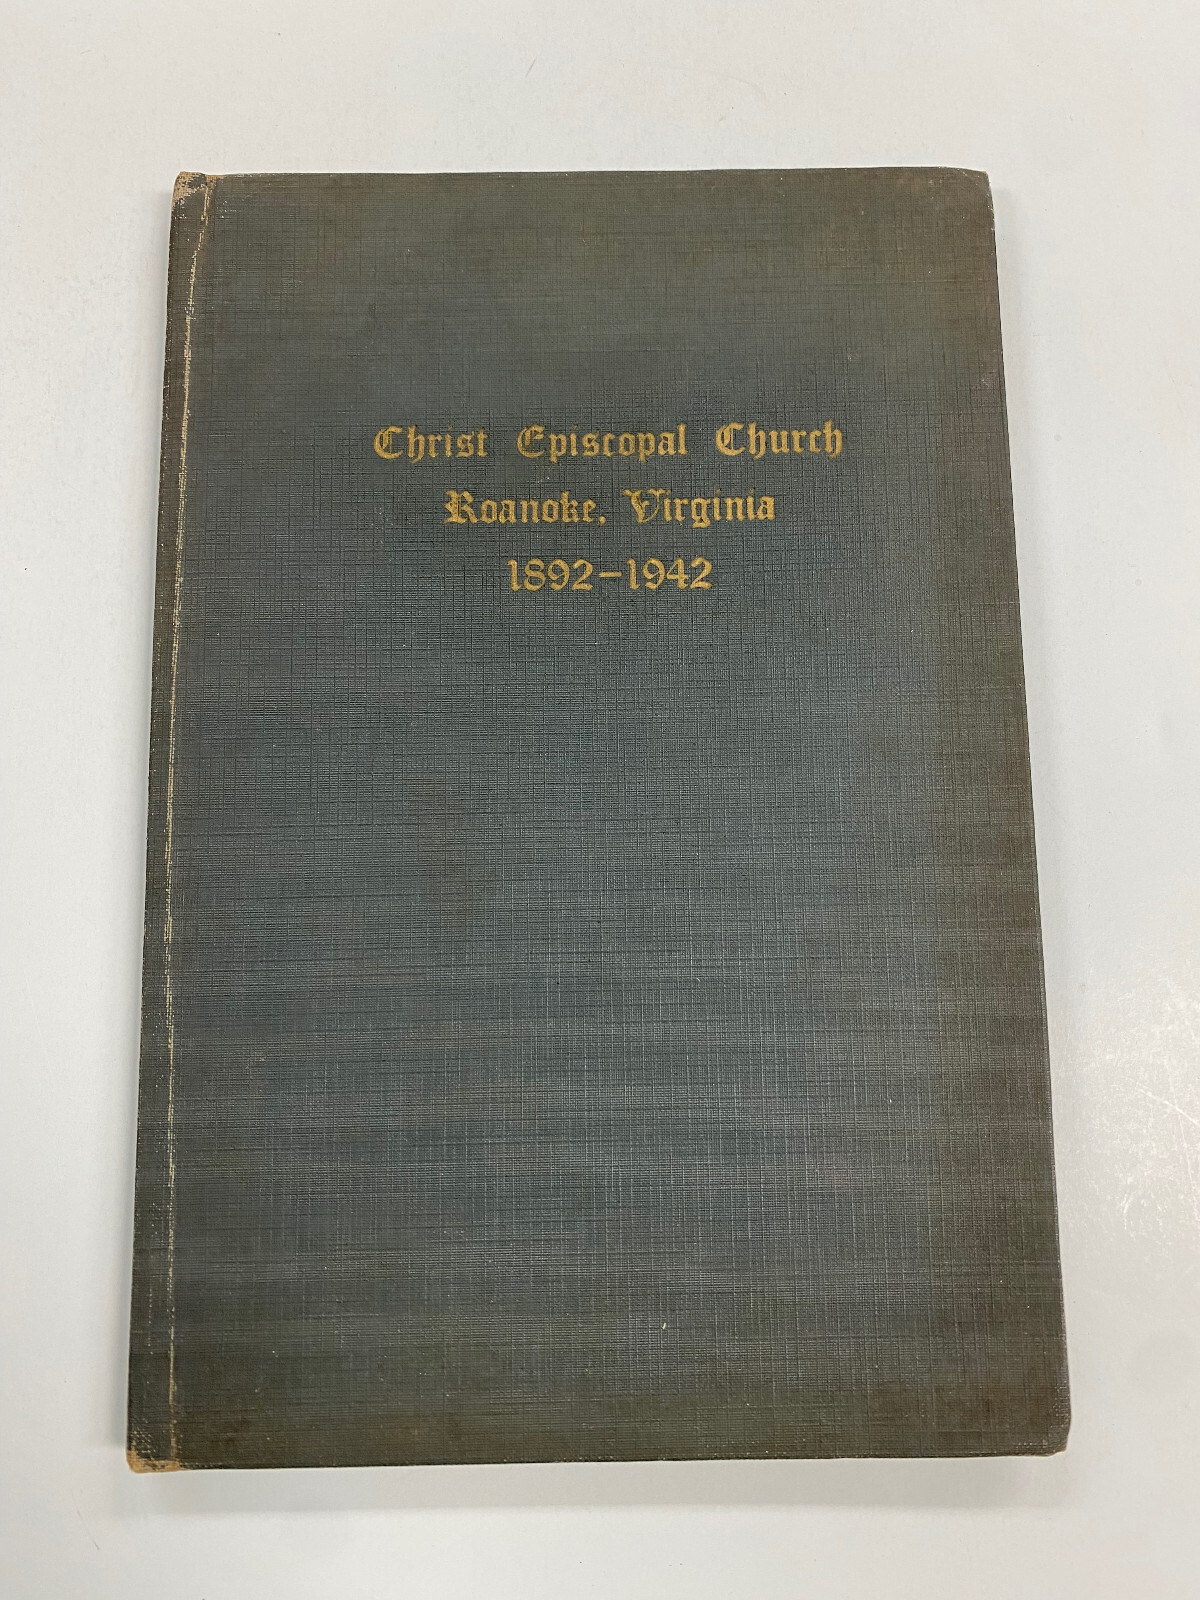 Christ Episcopal Church
Roanoke, Virginia
1892-1942